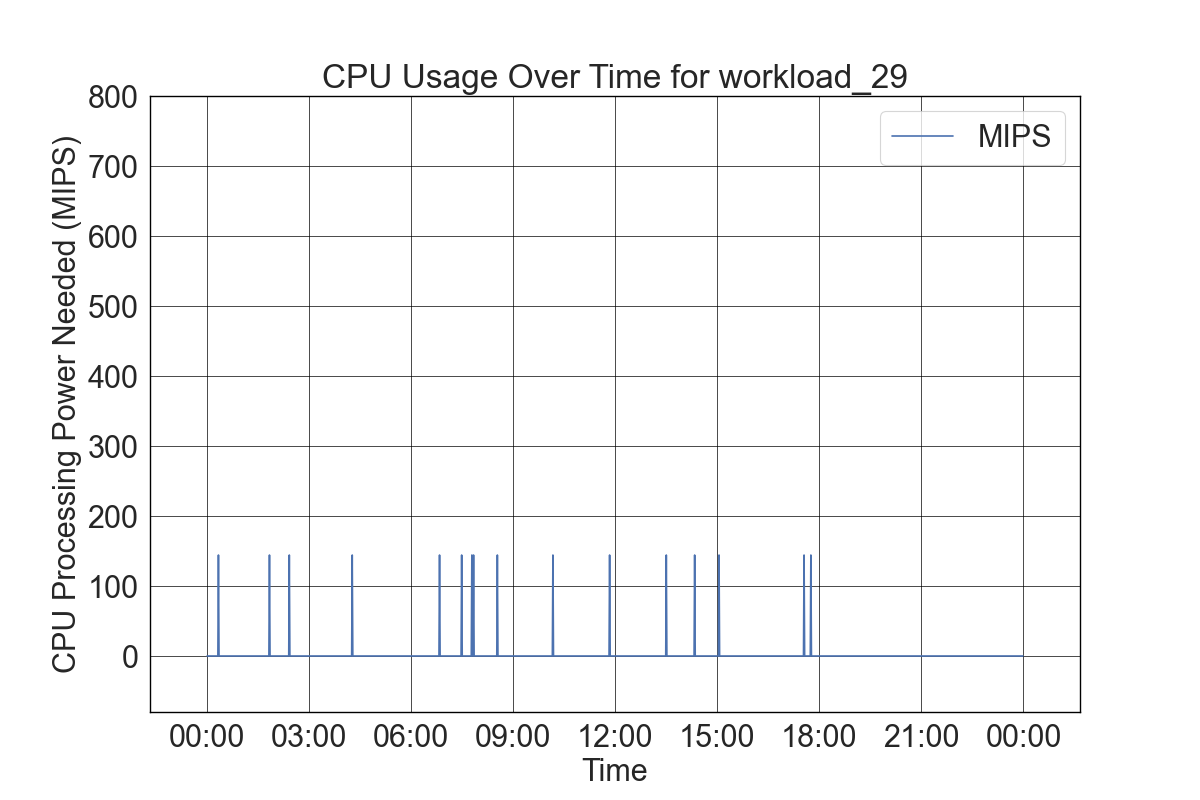 CPU Usage Over Time for workload_29
MIPS
CPU Processing Power Needed (MIPS)
800
700
600
500
400
300
200
100
0
00:00 03:00 06:00 09:00 12:00 15:00 18:00 21:00 00:00
Time